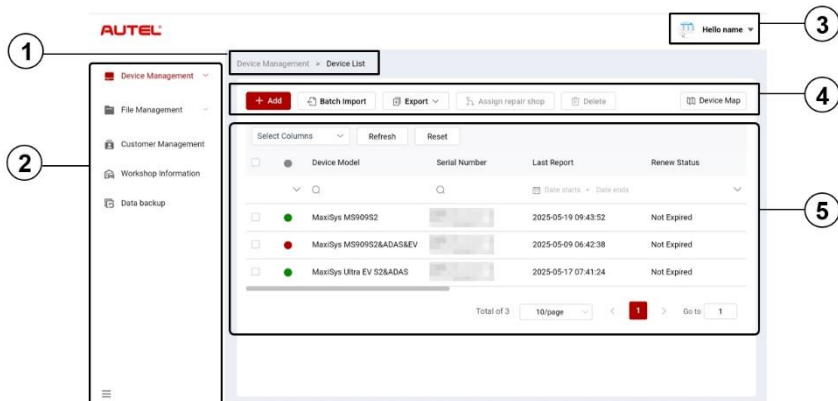 AUTEL
Hello name
3
1
Device Management > Device List
Device Management
File Management
Customer Management
Workshop Information
Data backup
2
+ Add Batch Import Export Assign repair shop Delete Device Map
4
Select Columns Refresh Reset
Device Model Serial Number Last Report Renew Status
Date starts - Date ends
MaxiSys MS909S2 2025-05-19 09:43:52 Not Expired
MaxiSys MS909S2&ADAS&EV 2025-05-09 06:42:38 Not Expired
MaxiSys Ultra EV S2&ADAS 2025-05-17 07:41:24 Not Expired
5
Total of 3 10/page < 1 > Go to 1